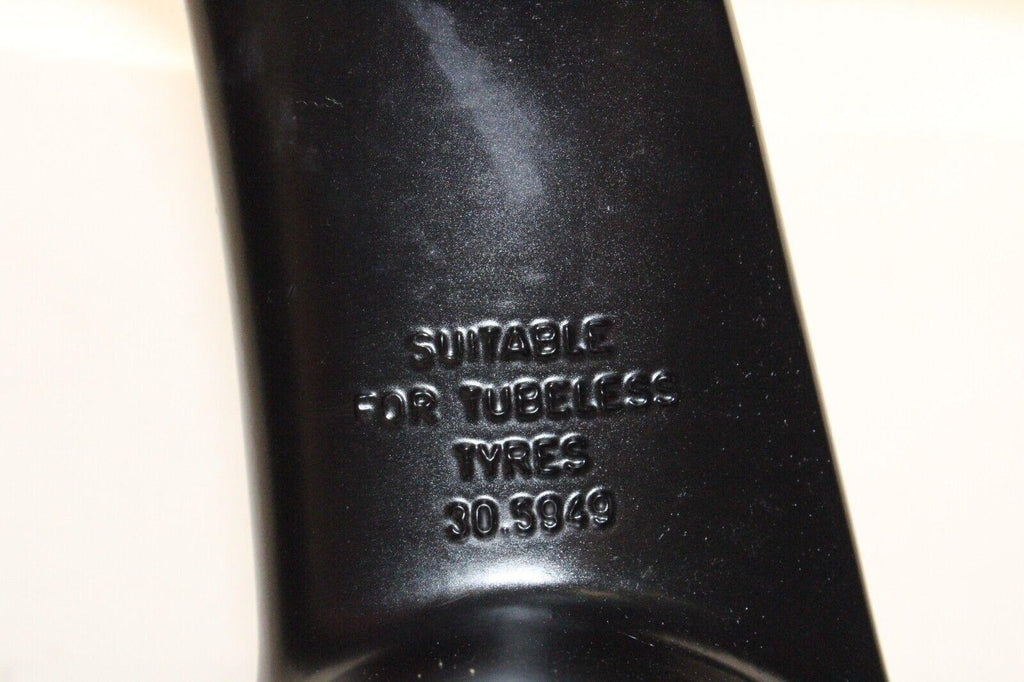 SUITABLE
FOR TUBELESS
TYRES
30.5949